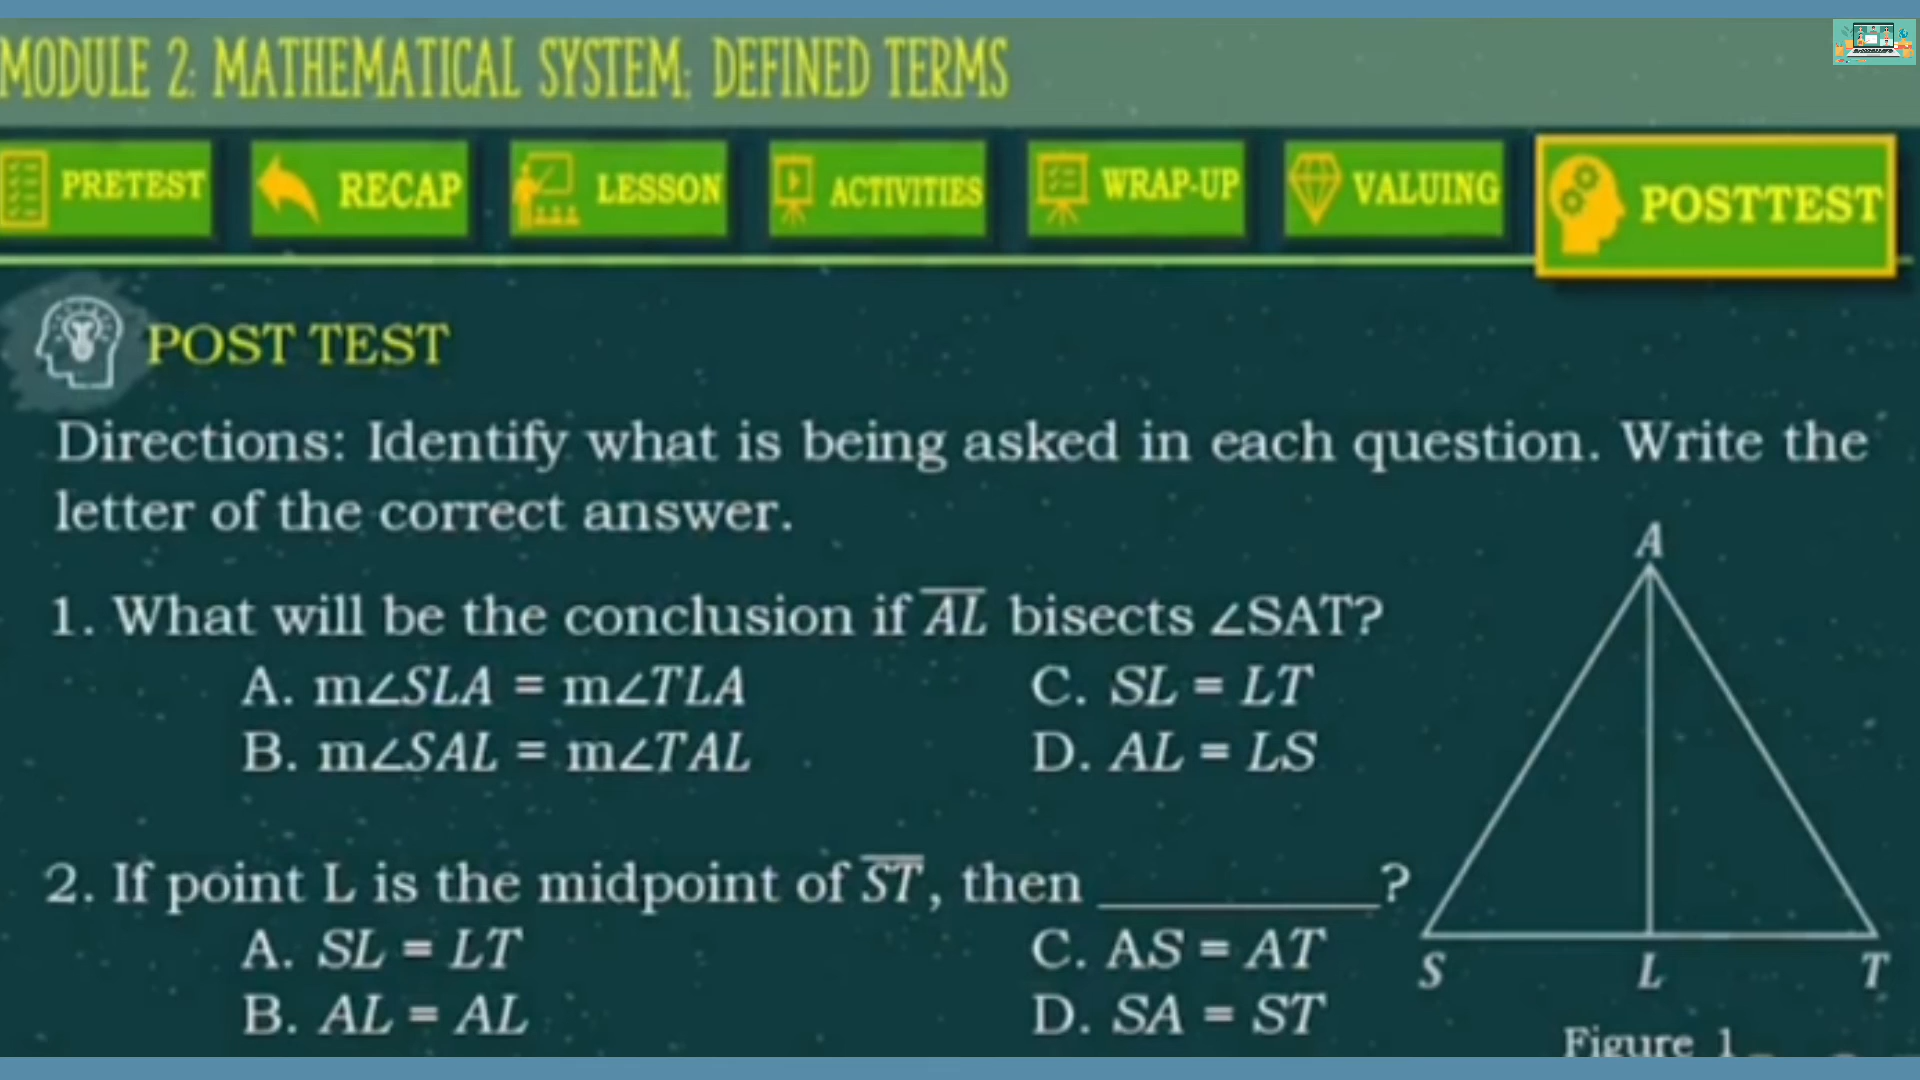 MODULE 2: MATHEMATICAL SYSTEM: DEFINED TERMS
PRETEST
RECAP
LESSON
ACTIVITIES
WRAP-UP
VALUING
POSTTEST
POST TEST
Directions: Identify what is being asked in each question. Write the
letter of the correct answer.
1. What will be the conclusion if A̅L̅ bisects ∠SAT?
A. m∠SLA = m∠TLA
C. SL = LT
B. m∠SAL = m∠TAL
D. AL = LS
2. If point L is the midpoint of S̅T̅, then __________?
A. SL = LT
C. AS = AT
B. AL = AL
D. SA = ST
A
S
L
T
Figure 1